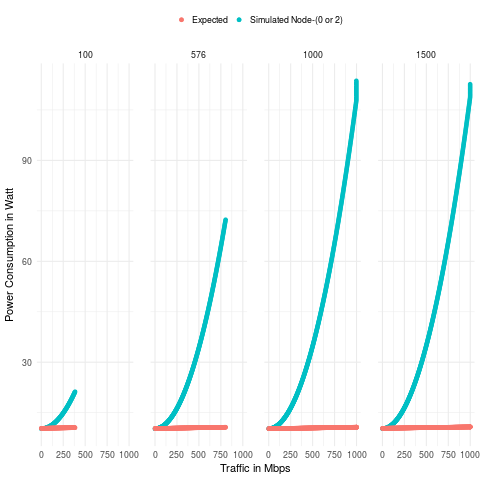 Expected Simulated Node-(0 or 2)
100 576 1000 1500
90
60
30
0 250 500 750 1000 0 250 500 750 1000 0 250 500 750 1000 0 250 500 750 1000
Traffic in Mbps
Power Consumption in Watt